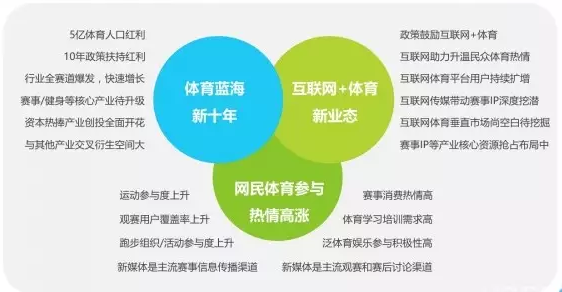 5亿体育人口红利
10年政策扶持红利
行业全赛道爆发，快速增长
赛事/健身等核心产业待升级
资本热捧产业创投全面开花
与其他产业交叉衍生空间大
体育蓝海
新十年
互联网+体育
新业态
政策鼓励互联网+体育
互联网助力升温民众体育热情
互联网体育平台用户持续扩增
互联网传媒带动赛事IP深度挖潜
互联网体育垂直市场尚空白待挖掘
赛事IP等产业核心资源抢占布局中
网民体育参与
热情高涨
运动参与度上升
观赛用户覆盖率上升
跑步组织/活动参与度上升
新媒体是主流赛事信息传播渠道
赛事消费热情高
体育学习培训需求高
泛体育娱乐参与积极性高
新媒体是主流观赛和赛后讨论渠道